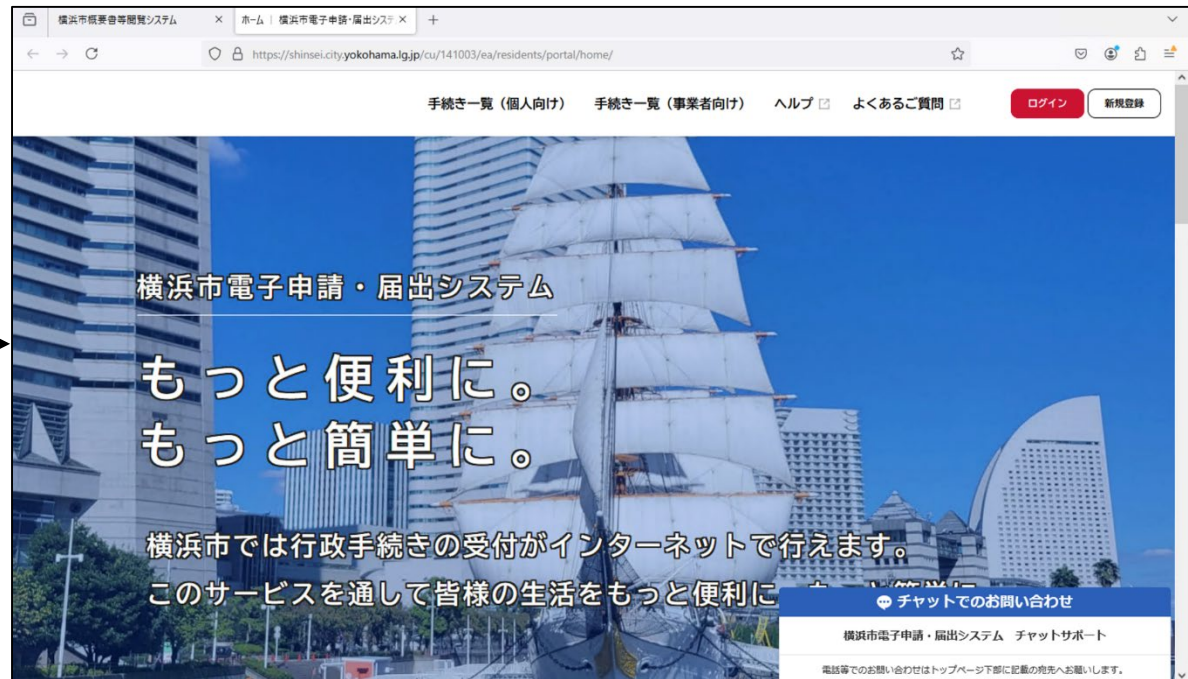 横浜市概要書等閲覧システム
ホーム | 横浜市電子申請・届出システ
https://shinsei.city.yokohama.lg.jp/cu/141003/ea/residents/portal/home/
手続き一覧（個人向け） 手続き一覧（事業者向け） ヘルプ よくあるご質問 ログイン 新規登録
横浜市電子申請・届出システム
もっと便利に。
もっと簡単に。
横浜市では行政手続きの受付がインターネットで行えます。
このサービスを通して皆様の生活をもっと便利に
チャットでのお問い合わせ
横浜市電子申請・届出システム チャットサポート
電話等でのお問い合わせはトップページ下部に記載の宛先へお願いします。